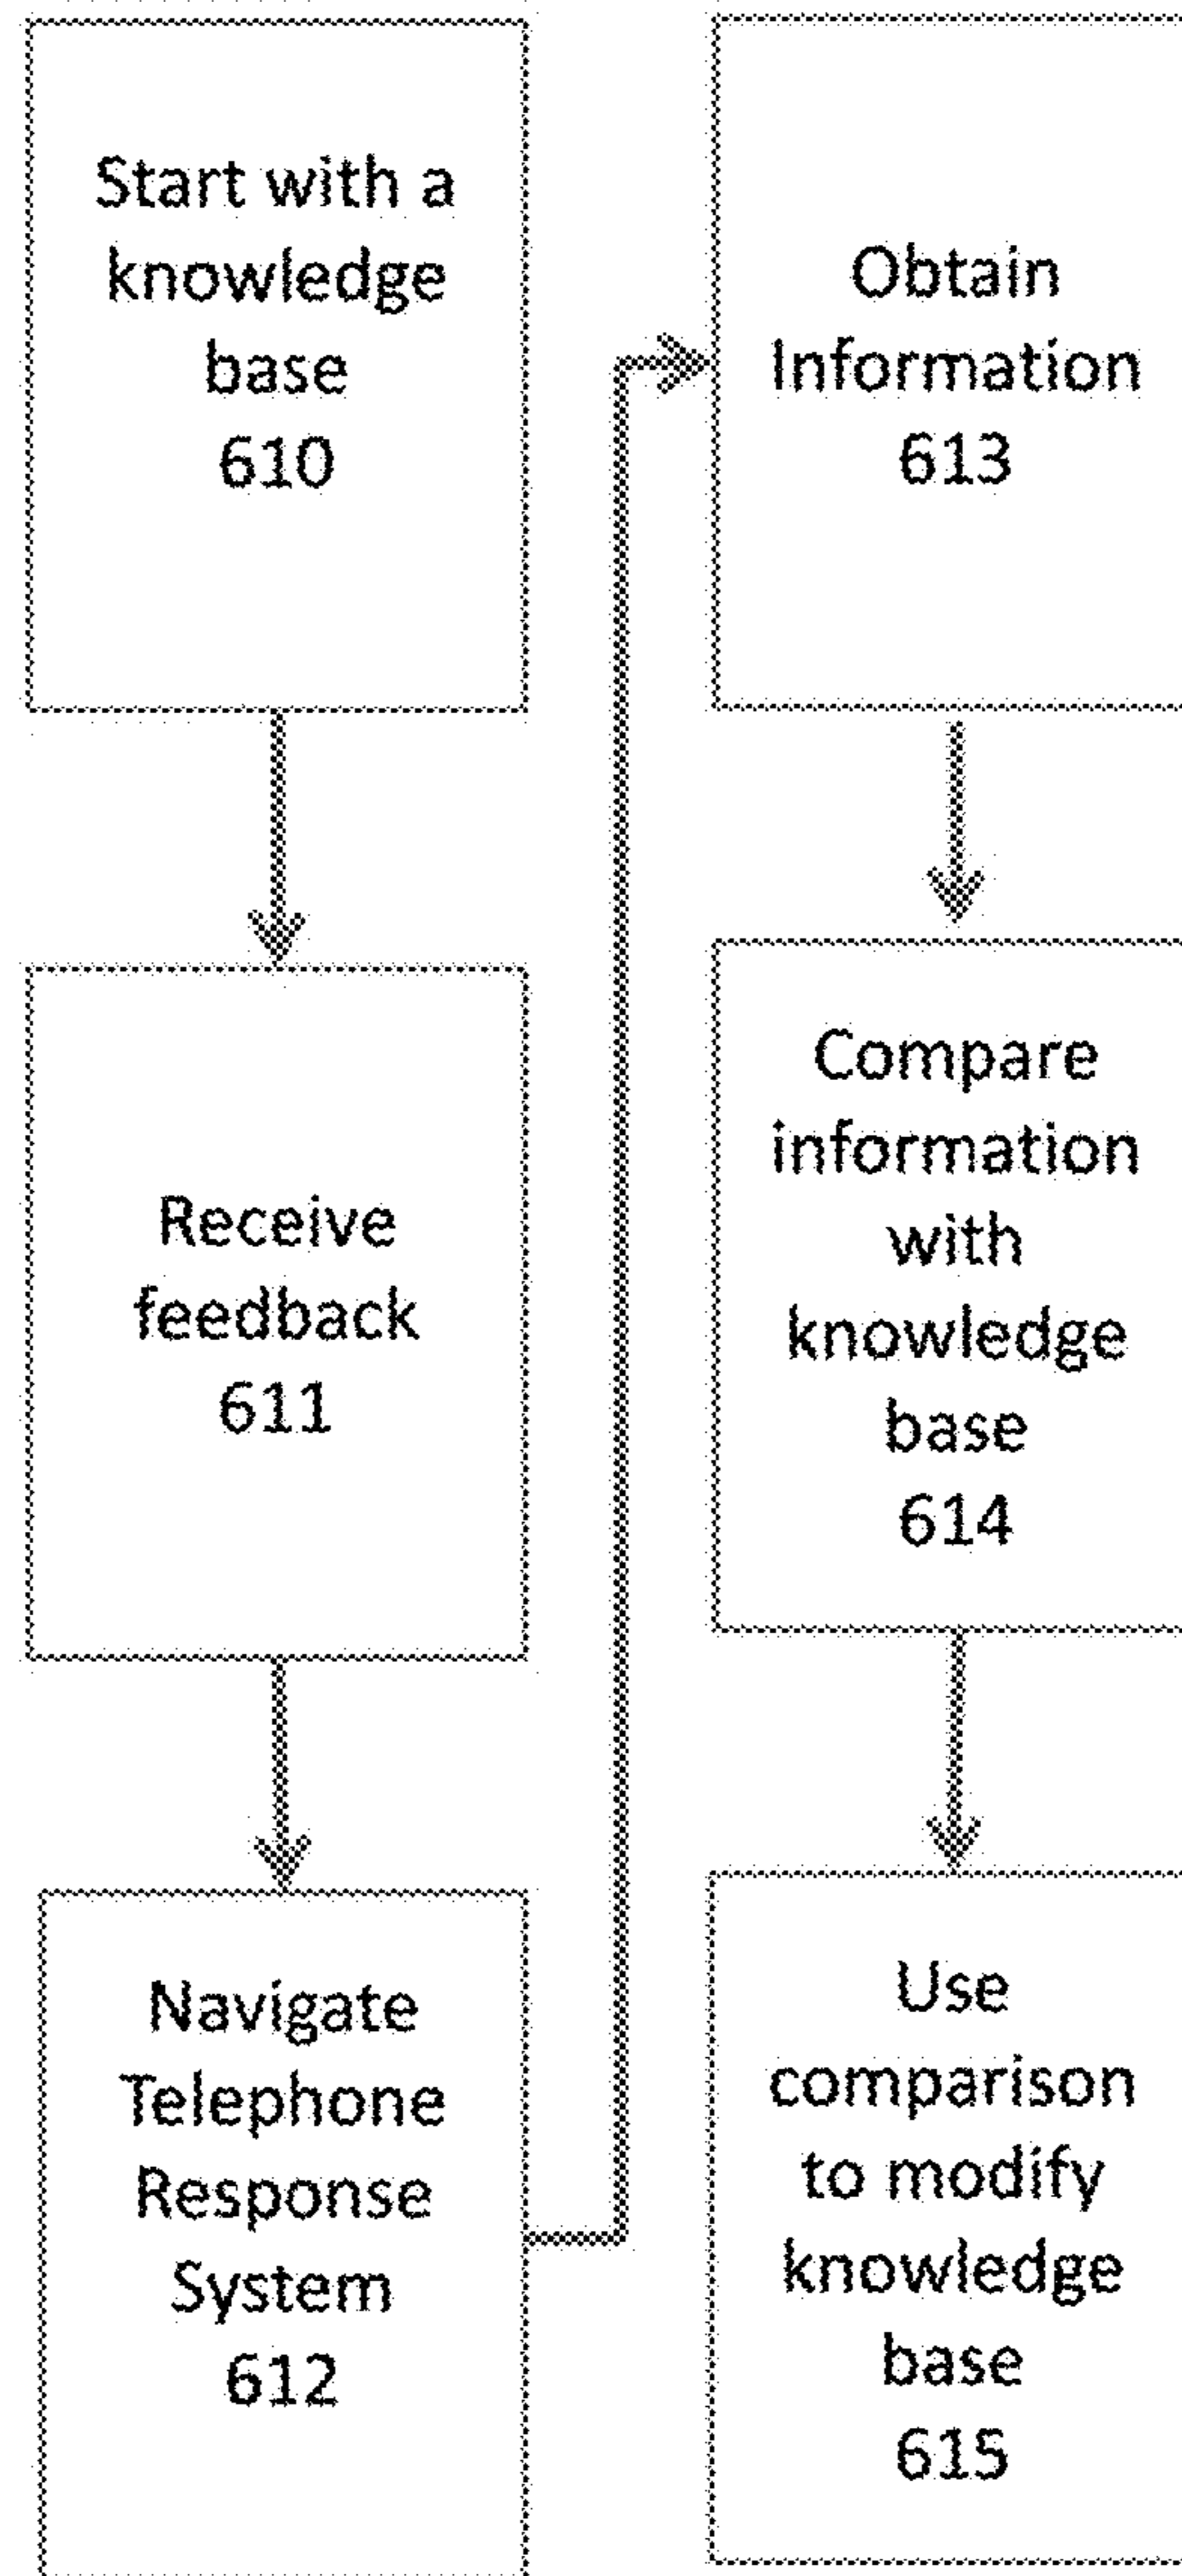 Start with a
knowledge
base
610
Receive
feedback
611
Navigate
Telephone
Response
System
612
Obtain
Information
613
Compare
information
with
knowledge
base
614
Use
comparison
to modify
knowledge
base
615